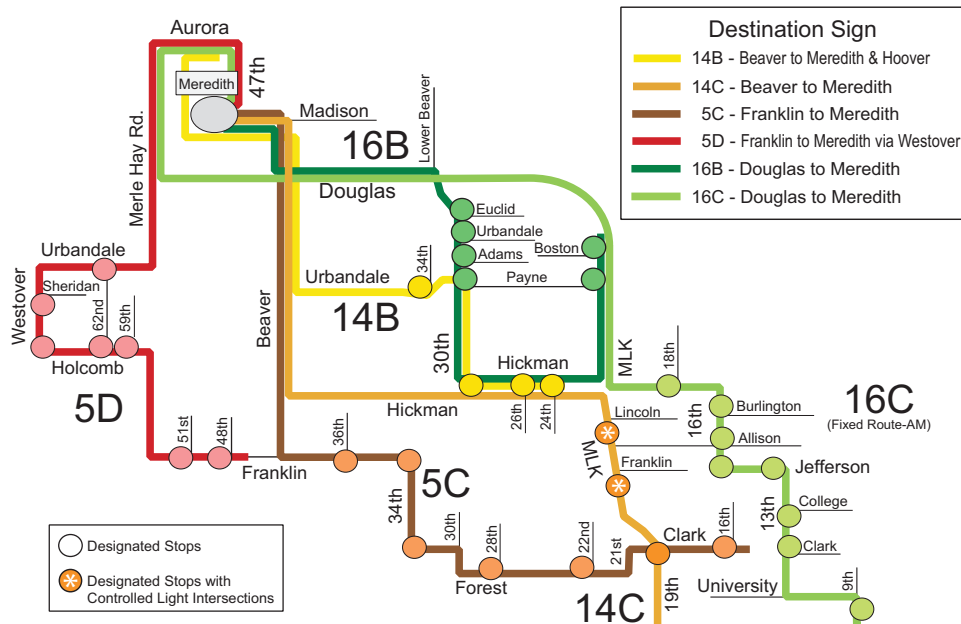 Aurora
Meredith
47th
Madison
16B
Lower Beaver
Merle Hay Rd.
Douglas
Destination Sign
14B - Beaver to Meredith & Hoover
14C - Beaver to Meredith
5C - Franklin to Meredith
5D - Franklin to Meredith via Westover
16B - Douglas to Meredith
16C - Douglas to Meredith
Euclid
Urbandale
Adams
Boston
Payne
Urbandale
Sheridan
Westover
62nd
59th
Holcomb
5D
Beaver
Urbandale
34th
14B
30th
Hickman
MLK
18th
Hickman
26th
24th
Lincoln
16th
Burlington
16C
(Fixed Route-AM)
Allison
MLK
Franklin
Jefferson
51st
48th
Franklin
36th
5C
34th
30th
28th
22nd
21st
Forest
Clark
16th
14C
19th
13th
College
Clark
University
9th
Designated Stops
Designated Stops with
Controlled Light Intersections